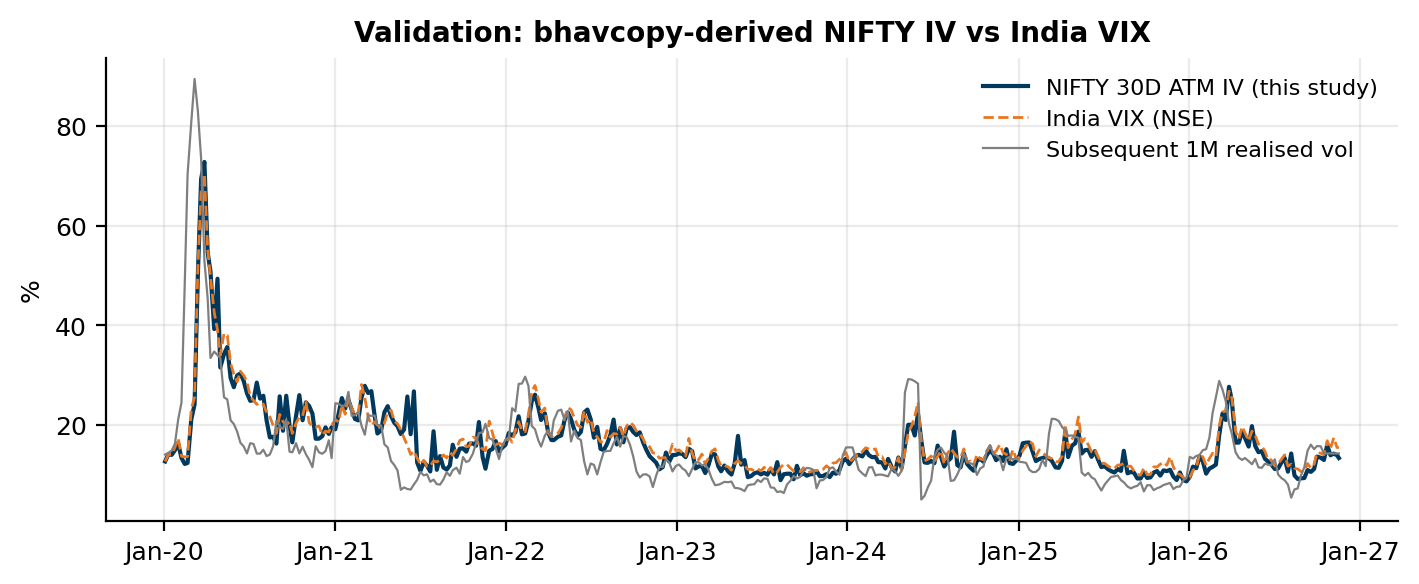 Validation: bhavcopy-derived NIFTY IV vs India VIX
NIFTY 30D ATM IV (this study)
India VIX (NSE)
Subsequent 1M realised vol
%
80
60
40
20
Jan-20 Jan-21 Jan-22 Jan-23 Jan-24 Jan-25 Jan-26 Jan-27